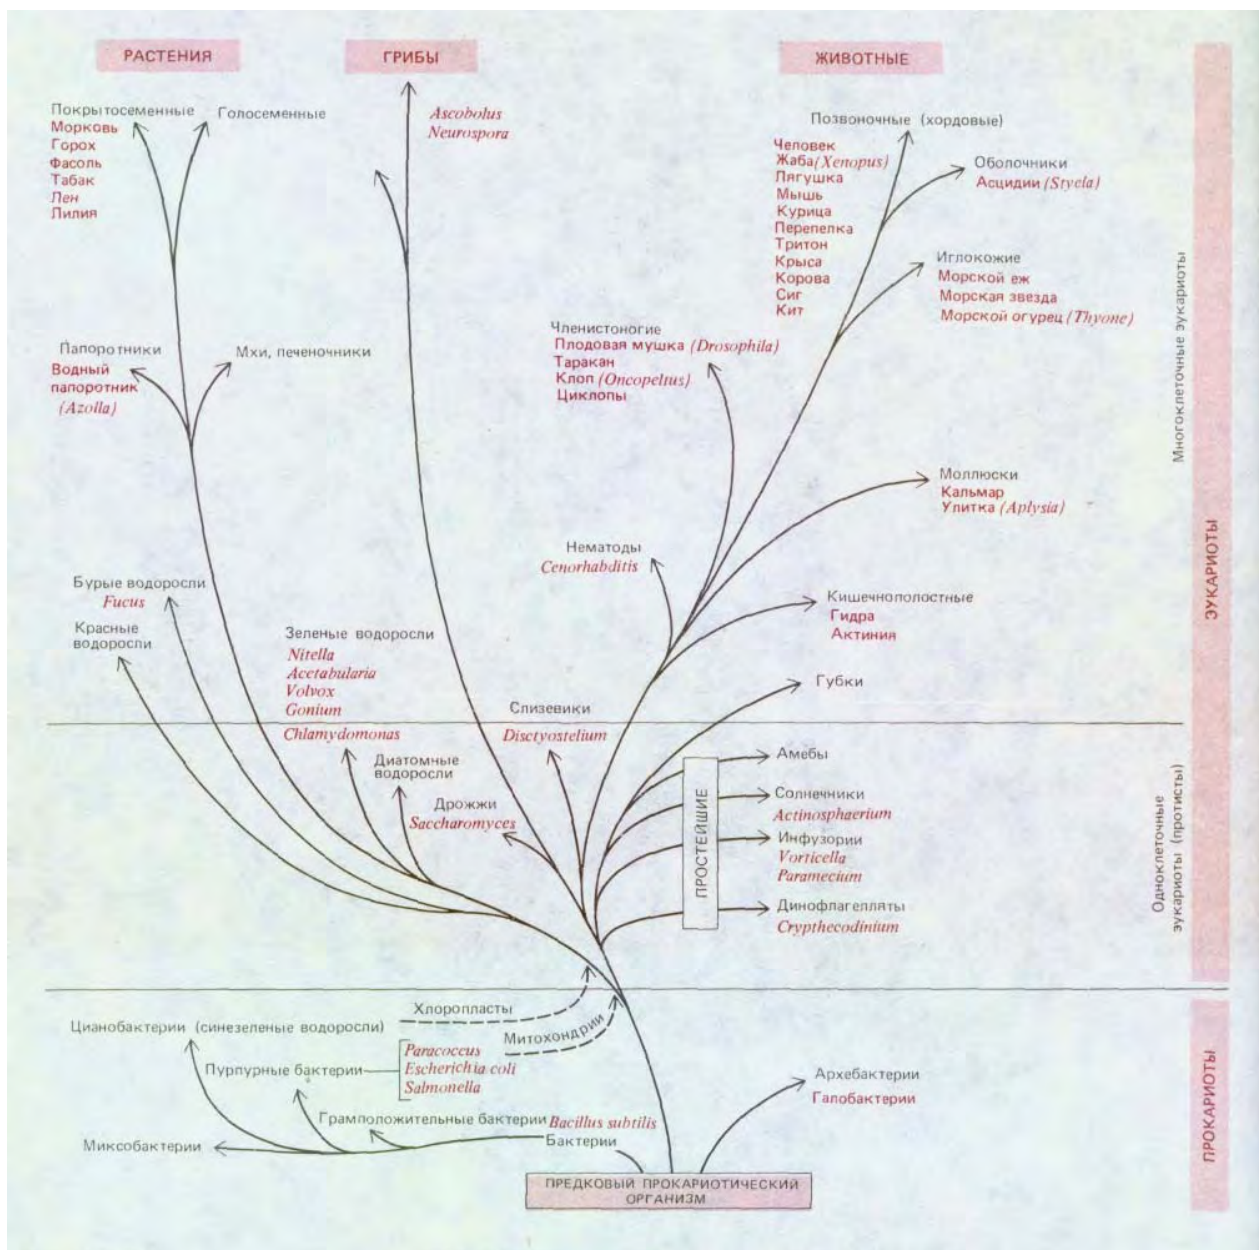 РАСТЕНИЯ
ГРИБЫ
ЖИВОТНЫЕ
Покрытосеменные
Морковь
Горох
Фасоль
Табак
Лен
Лилия
Голосеменные
Ascobolus
Neurospora
Позвоночные (хордовые)
Человек
Жаба (Xenopus)
Лягушка
Мышь
Курица
Перепелка
Тритон
Крыса
Корова
Сиг
Кит
Оболочники
Асцидии (Stycla)
Иглокожие
Морской еж
Морская звезда
Морской огурец (Thyone)
Членистоногие
Плодовая мушка (Drosophila)
Таракан
Клоп (Oncopeltus)
Циклопы
Папоротники
Водный
папоротник
(Azolla)
Мхи, печеночники
Моллюски
Кальмар
Улитка (Aplysia)
Нематоды
Cenorhabditis
Бурые водоросли
Fucus
Красные
водоросли
Кишечнополостные
Гидра
Актиния
Зеленые водоросли
Nitella
Acetabularia
Volvox
Gonium
Chlamydomonas
Губки
Слизевики
Disctyostelium
Диатомные
водоросли
Дрожжи
Saccharomyces
ПРОСТЕЙШИЕ
Амебы
Солнечники
Actinosphaerium
Инфузории
Vorticella
Paramecium
Динофлагелляты
Crypthecodinium
Многоклеточные эукариоты
Одноклеточные
эукариоты (протисты)
ЭУКАРИОТЫ
ПРОКАРИОТЫ
Хлоропласты
Митохондрии
Цианобактерии (синезеленые водоросли)
Пурпурные бактерии
Paracoccus
Escherichia coli
Salmonella
Грамположительные бактерии Bacillus subtilis
Бактерии
Миксобактерии
Архебактерии
Галобактерии
ПРЕДКОВЫЙ ПРОКАРИОТИЧЕСКИЙ
ОРГАНИЗМ